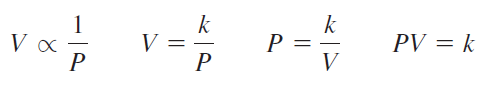 V ∝ 1/P    V = k/P    P = k/V    PV = k